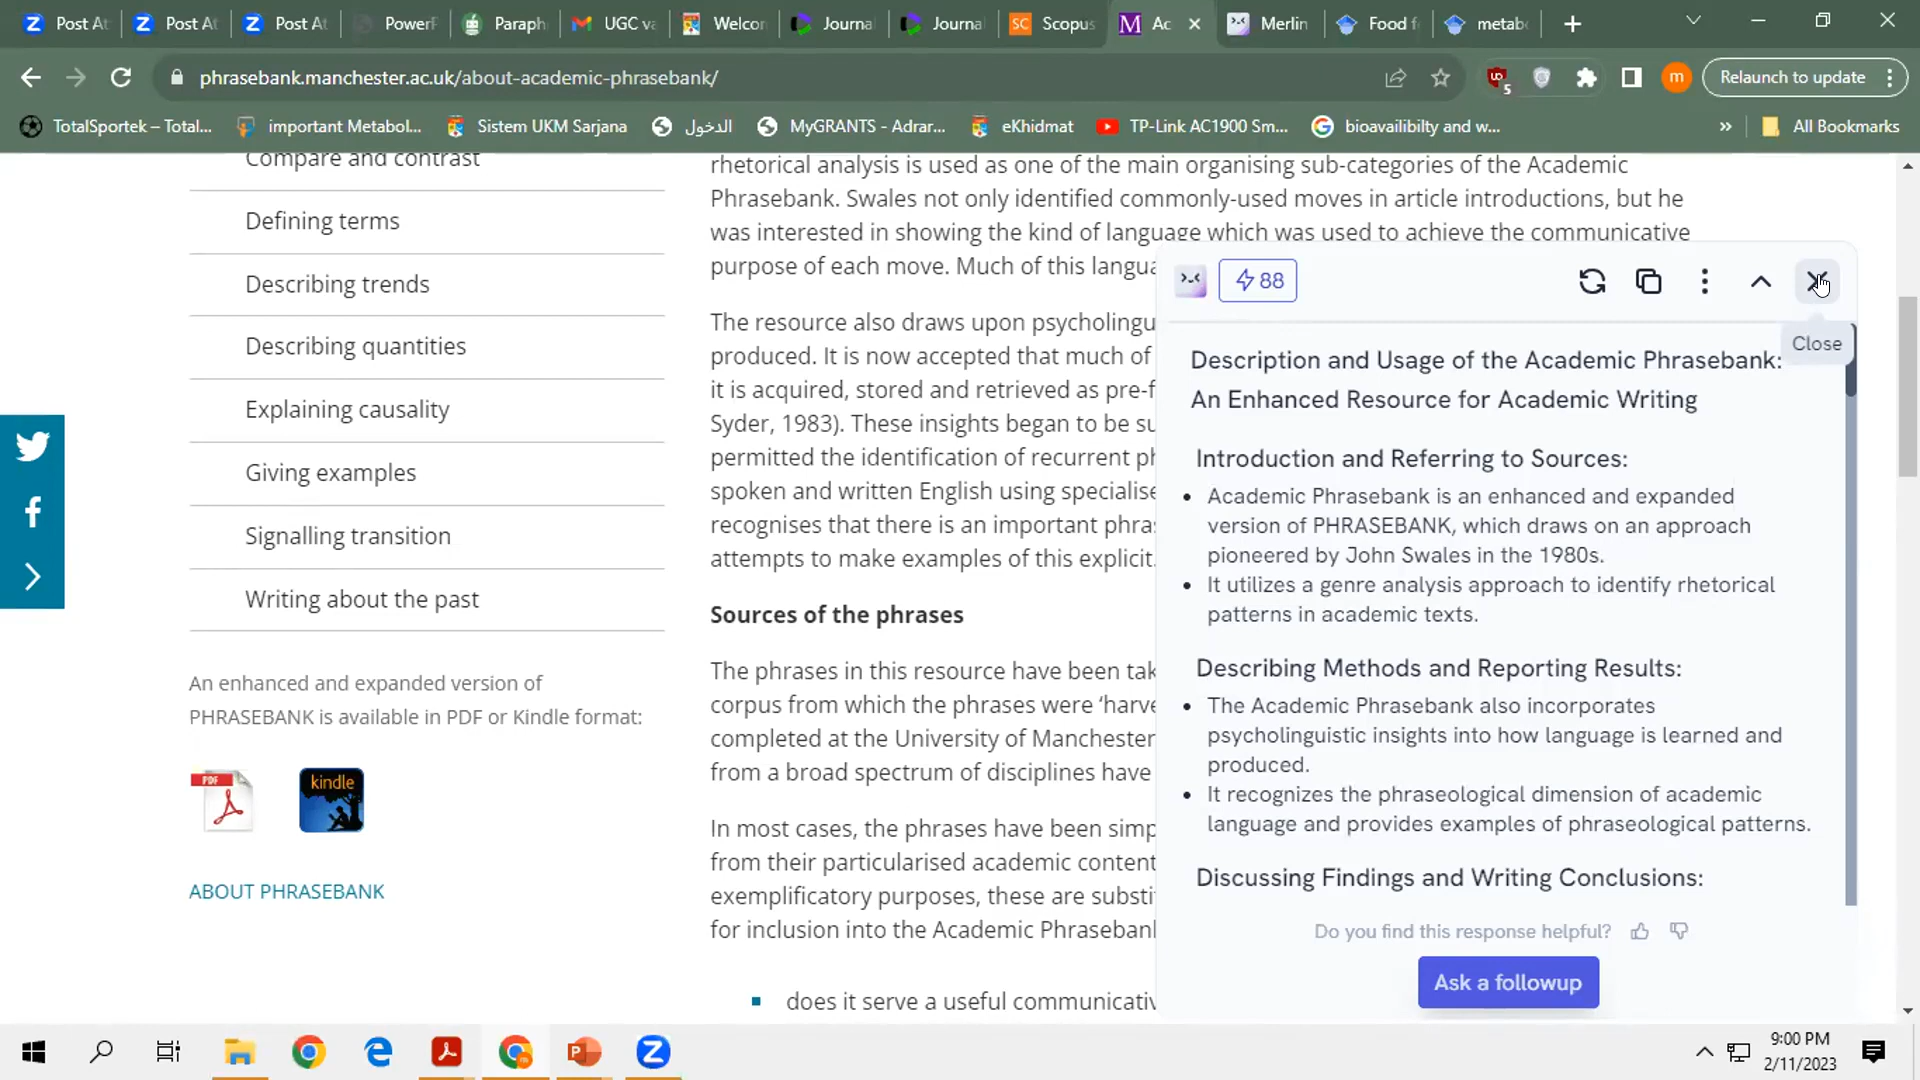 Post At
Post At
Post At
PowerP
Paraph
UGC va
Welcom
Journa
Journa
SC
Scopus
M
Ac
Merlin
Food f
metabo
phrasebank.manchester.ac.uk/about-academic-phrasebank/
5
m
Relaunch to update
TotalSportek – Total...
important Metabol...
Sistem UKM Sarjana
الدخول
MyGRANTS - Adrar...
eKhidmat
TP-Link AC1900 Sm...
bioavailibilty and w...
»
All Bookmarks
Compare and contrast
Defining terms
Describing trends
Describing quantities
Explaining causality
Giving examples
Signalling transition
Writing about the past
An enhanced and expanded version of
PHRASEBANK is available in PDF or Kindle format:
PDF
kindle
ABOUT PHRASEBANK
rhetorical analysis is used as one of the main organising sub-categories of the Academic
Phrasebank. Swales not only identified commonly-used moves in article introductions, but he
was interested in showing the kind of language which was used to achieve the communicative
purpose of each move. Much of this langua
The resource also draws upon psycholingu
produced. It is now accepted that much of
it is acquired, stored and retrieved as pre-f
Syder, 1983). These insights began to be su
permitted the identification of recurrent ph
spoken and written English using specialise
recognises that there is an important phras
attempts to make examples of this explicit.
Sources of the phrases
The phrases in this resource have been tak
corpus from which the phrases were ‘harve
completed at the University of Manchester
from a broad spectrum of disciplines have
In most cases, the phrases have been simp
from their particularised academic content
exemplificatory purposes, these are substi
for inclusion into the Academic Phrasebank
does it serve a useful communicativ
88
Close
Description and Usage of the Academic Phrasebank:
An Enhanced Resource for Academic Writing
Introduction and Referring to Sources:
Academic Phrasebank is an enhanced and expanded
version of PHRASEBANK, which draws on an approach
pioneered by John Swales in the 1980s.
It utilizes a genre analysis approach to identify rhetorical
patterns in academic texts.
Describing Methods and Reporting Results:
The Academic Phrasebank also incorporates
psycholinguistic insights into how language is learned and
produced.
It recognizes the phraseological dimension of academic
language and provides examples of phraseological patterns.
Discussing Findings and Writing Conclusions:
Do you find this response helpful?
Ask a followup
9:00 PM
2/11/2023